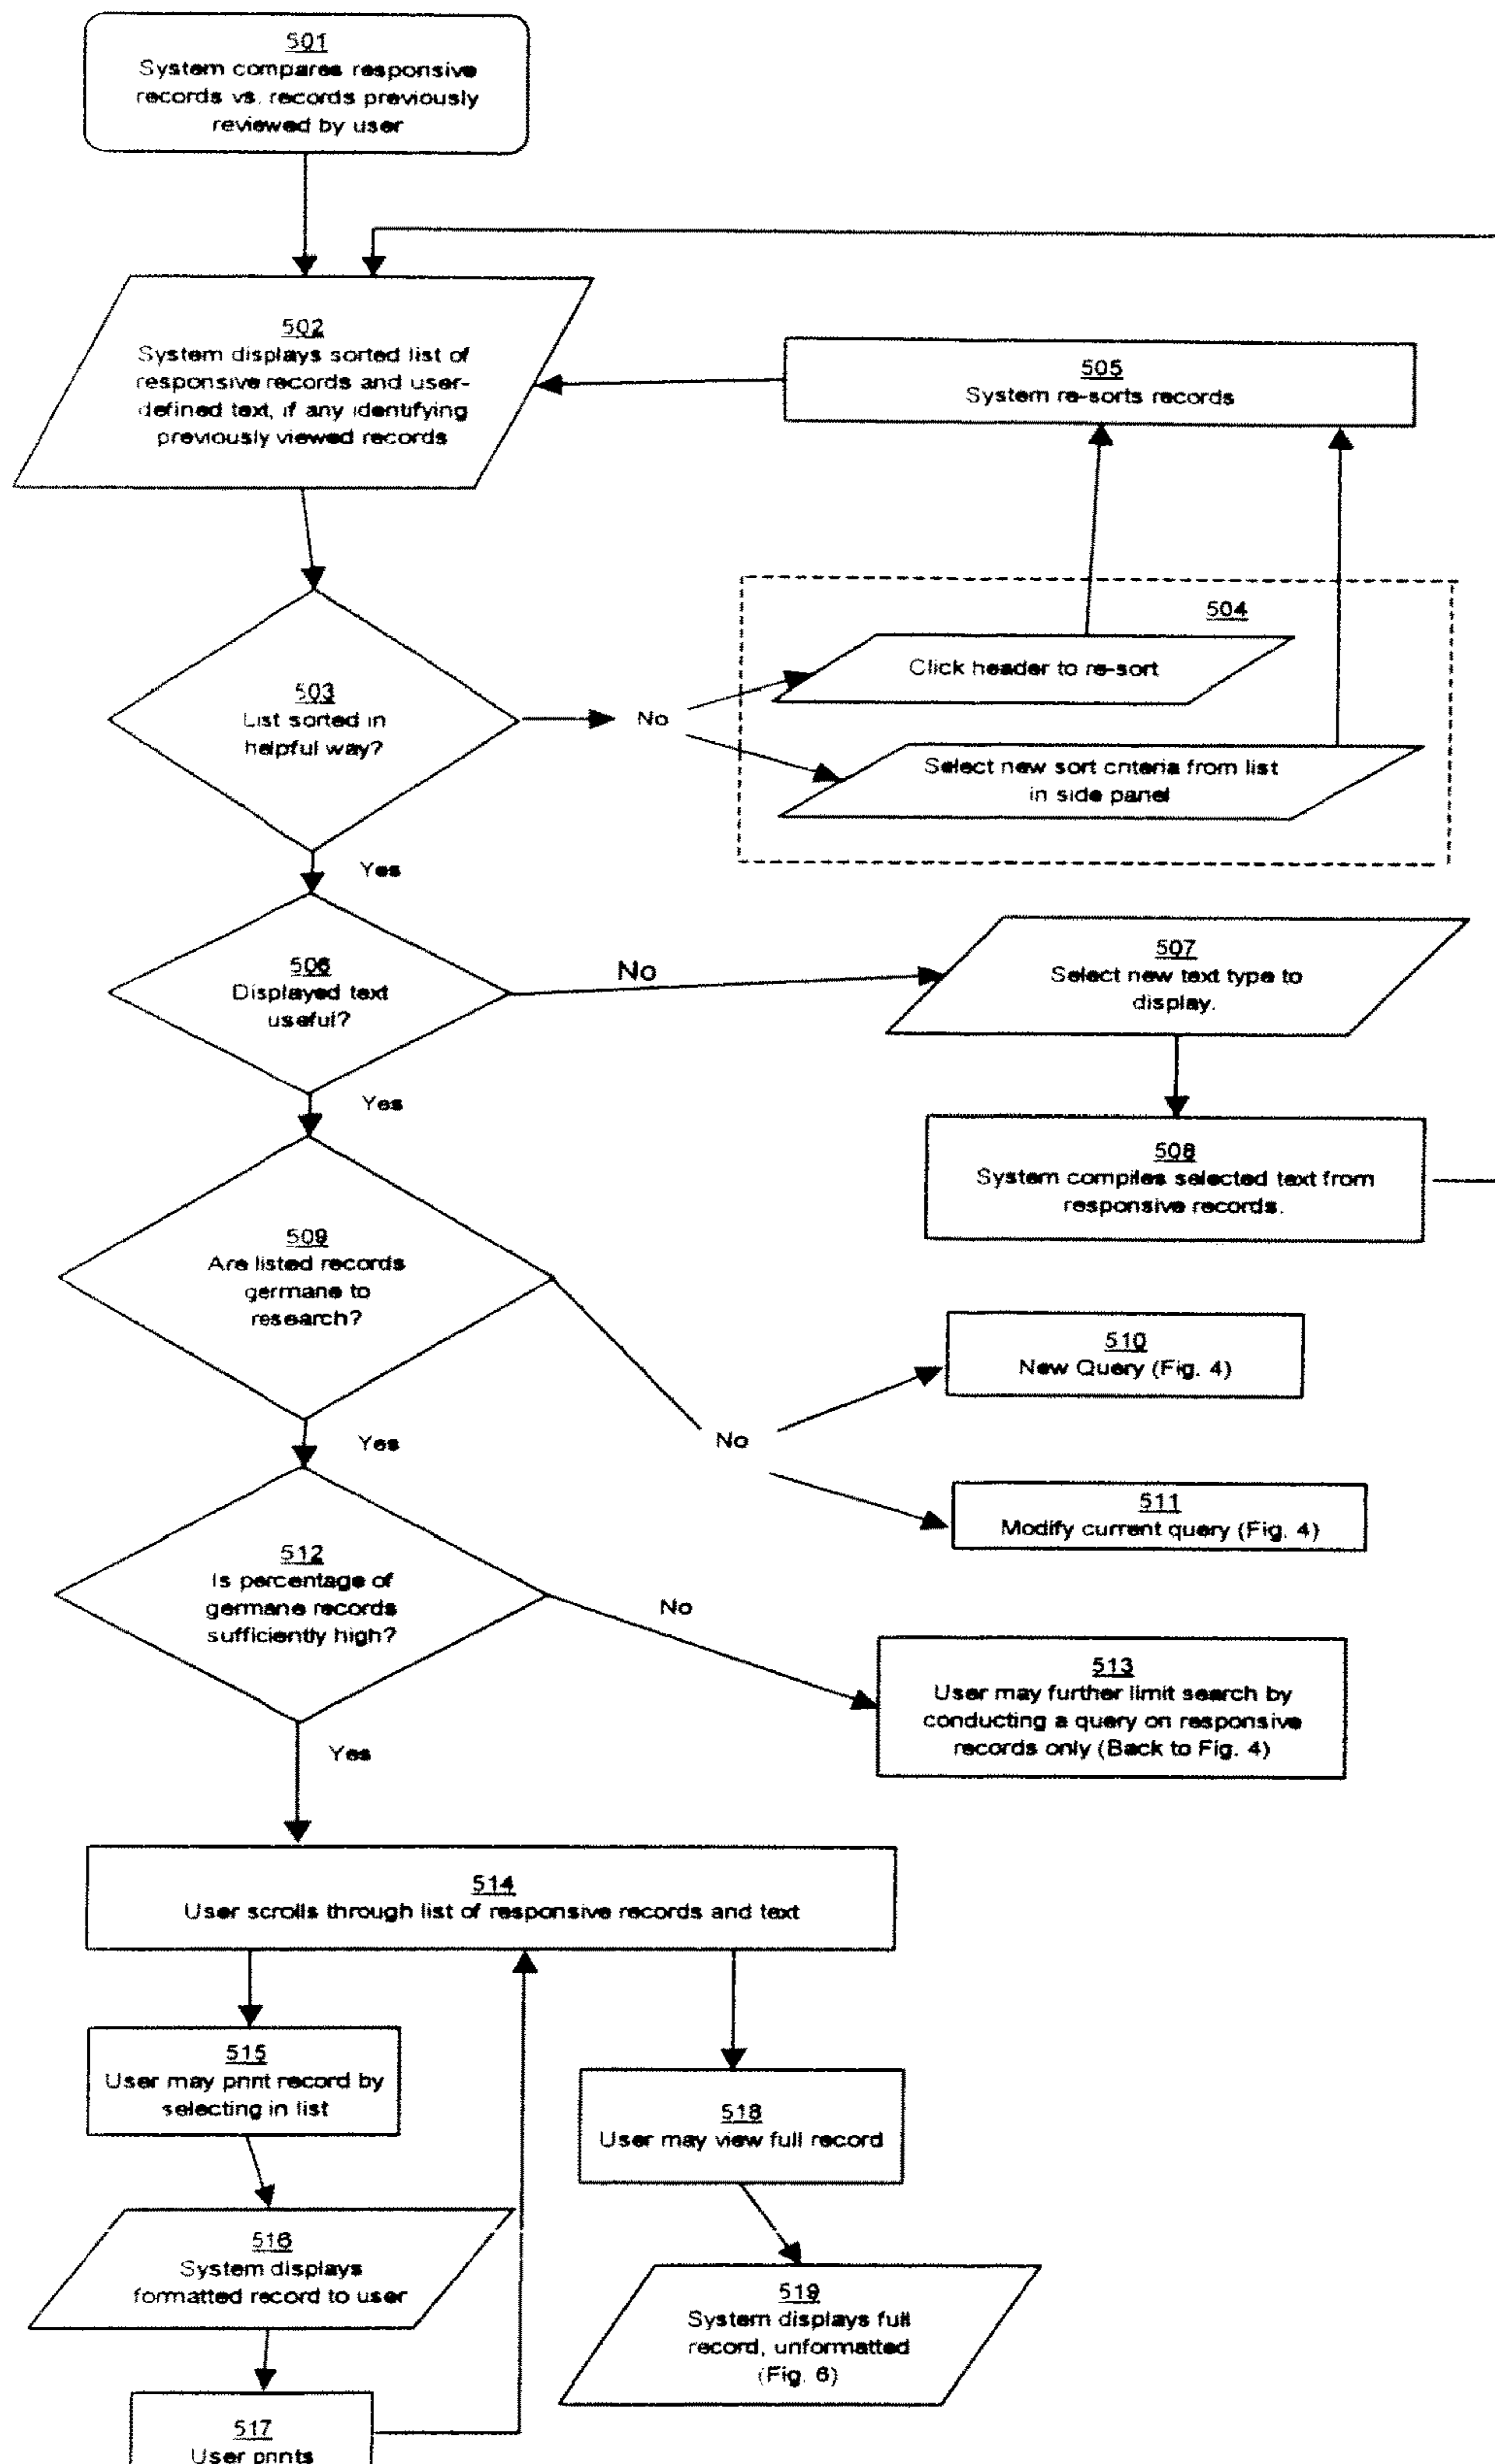 501
System compares responsive
records vs. records previously
reviewed by user
502
System displays sorted list of
responsive records and user-
defined text, if any identifying
previously viewed records
505
System re-sorts records
504
Click header to re-sort
503
List sorted in
helpful way?
No
Select new sort criteria from list
in side panel
Yes
506
Displayed text
useful?
No
507
Select new text type to
display.
Yes
508
System compiles selected text from
responsive records.
509
Are listed records
germane to
research?
510
New Query (Fig. 4)
No
Yes
511
Modify current query (Fig. 4)
512
Is percentage of
germane records
sufficiently high?
No
513
User may further limit search by
conducting a query on responsive
records only (Back to Fig. 4)
Yes
514
User scrolls through list of responsive records and text
515
User may print record by
selecting in list
518
User may view full record
516
System displays
formatted record to user
519
System displays full
record, unformatted
(Fig. 6)
517
User prints